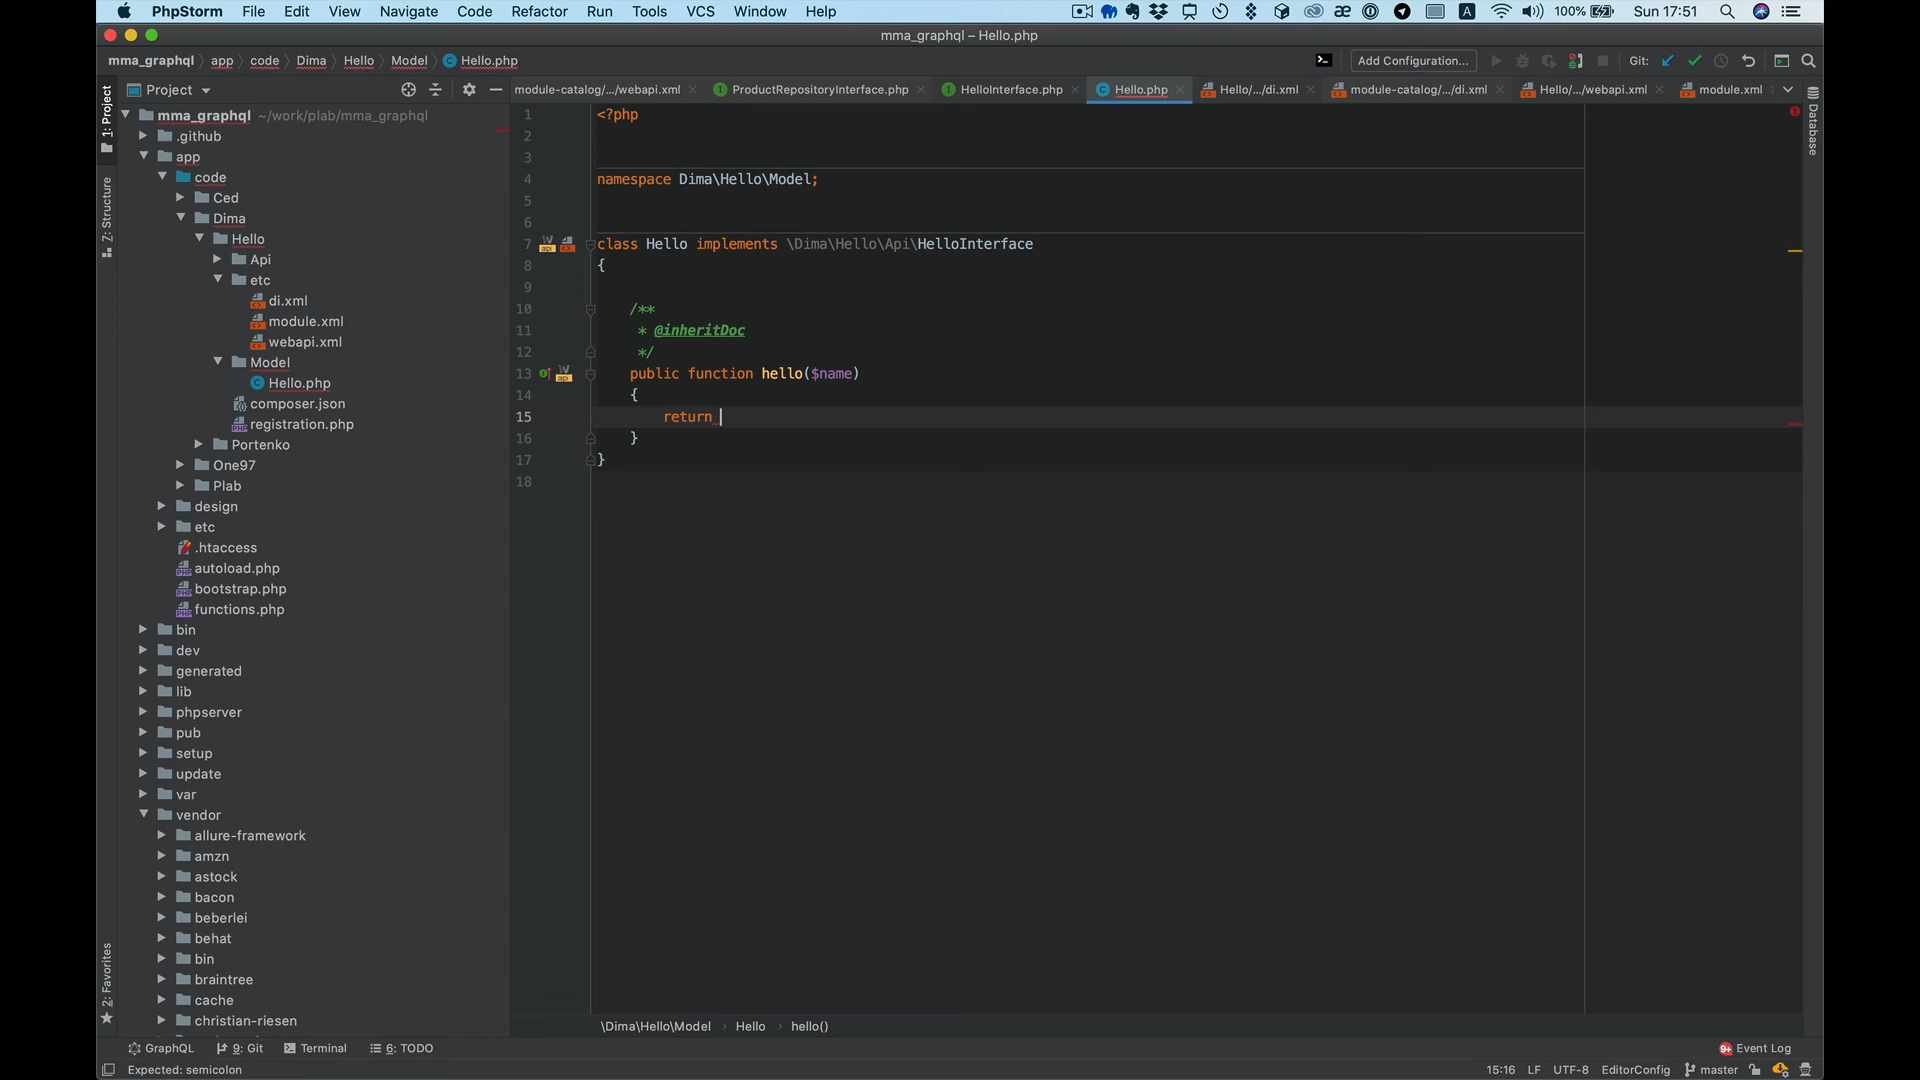 PhpStorm File Edit View Navigate Code Refactor Run Tools VCS Window Help 100% Sun 17:51
mma_graphql – Hello.php
mma_graphql app code Dima Hello Model Hello.php Add Configuration... Git:
Project module-catalog/.../webapi.xml ProductRepositoryInterface.php HelloInterface.php Hello.php Hello/.../di.xml module-catalog/.../di.xml Hello/.../webapi.xml module.xml
1: Project
Z: Structure
2: Favorites
Database
mma_graphql ~/work/plab/mma_graphql
.github
app
code
Ced
Dima
Hello
Api
etc
di.xml
module.xml
webapi.xml
Model
Hello.php
composer.json
registration.php
Portenko
One97
Plab
design
etc
.htaccess
autoload.php
bootstrap.php
functions.php
bin
dev
generated
lib
phpserver
pub
setup
update
var
vendor
allure-framework
amzn
astock
bacon
beberlei
behat
bin
braintree
cache
christian-riesen
1 <?php
2
3
4 namespace Dima\Hello\Model;
5
6
7 class Hello implements \Dima\Hello\Api\HelloInterface
8 {
9
10 /**
11 * @inheritDoc
12 */
13 public function hello($name)
14 {
15 return
16 }
17 }
18
\Dima\Hello\Model Hello hello()
GraphQL 9: Git Terminal 6: TODO 9+ Event Log
Expected: semicolon 15:16 LF UTF-8 EditorConfig master